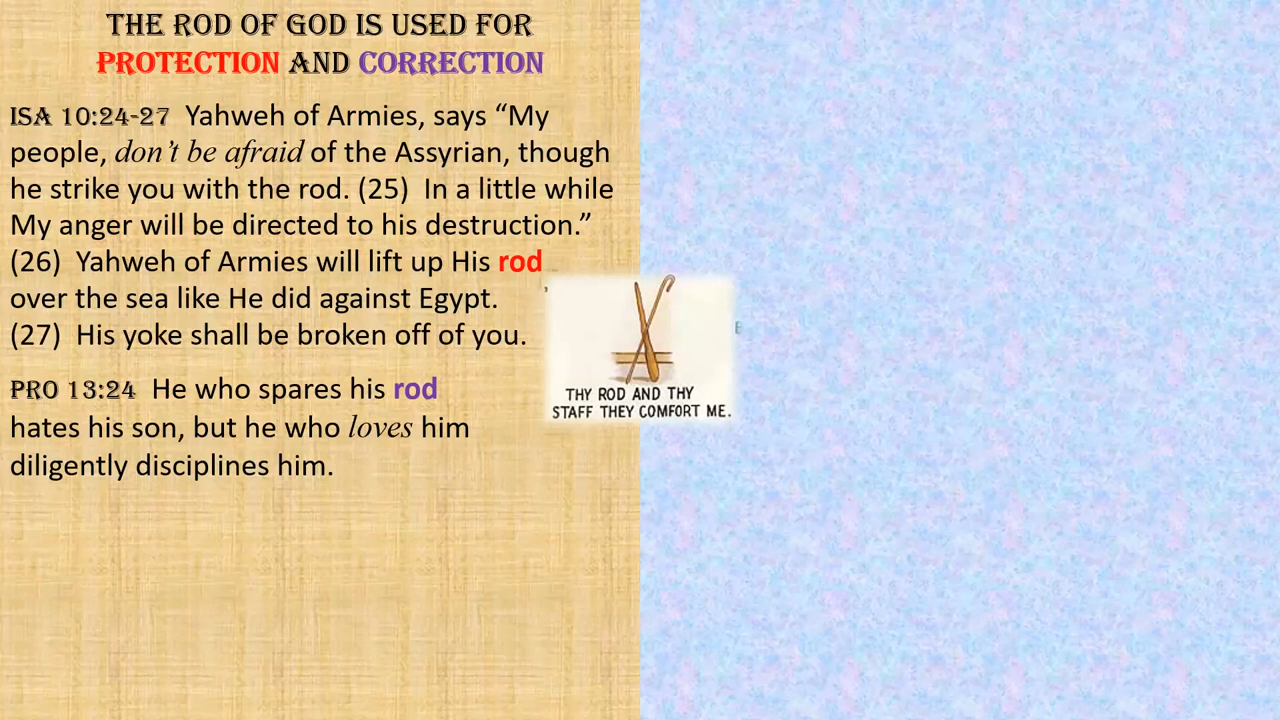 THE ROD OF GOD IS USED FOR
PROTECTION AND CORRECTION
ISA 10:24-27 Yahweh of Armies, says “My
people, don’t be afraid of the Assyrian, though
he strike you with the rod. (25) In a little while
My anger will be directed to his destruction.”
(26) Yahweh of Armies will lift up His rod
over the sea like He did against Egypt.
(27) His yoke shall be broken off of you.
PRO 13:24 He who spares his rod
hates his son, but he who loves him
diligently disciplines him.
THY ROD AND THY
STAFF THEY COMFORT ME.